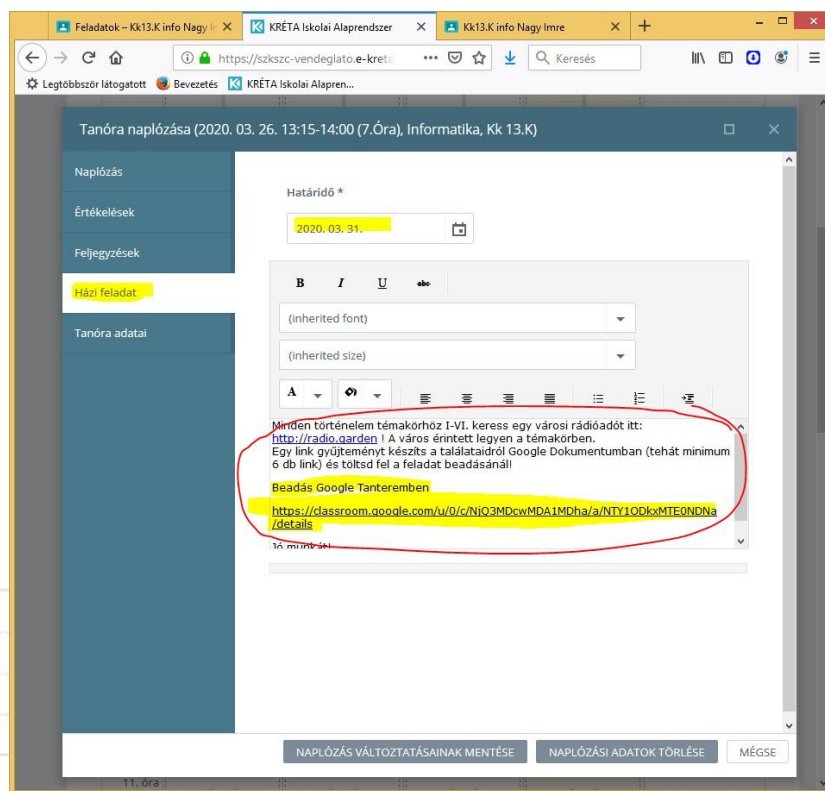 Feladatok – Kk13.K info Nagy In
KRÉTA Iskolai Alaprendszer
Kk13.K info Nagy Imre
https://szkszc-vendeglato.e-kreta
Keresés
Legtöbbször látogatott
Bevezetés
KRÉTA Iskolai Alapren...
Tanóra naplózása (2020. 03. 26. 13:15-14:00 (7.Óra), Informatika, Kk 13.K)
Naplózás
Értékelések
Feljegyzések
Házi feladat
Tanóra adatai
Határidő *
2020. 03. 31.
B I U abc
(inherited font)
(inherited size)
A
Minden történelem témakörhöz I-VI. keress egy városi rádióadót itt:
http://radio.garden ! A város érintett legyen a témakörben.
Egy link gyűjteményt készíts a találataidról Google Dokumentumban (tehát minimum
6 db link) és töltsd fel a feladat beadásánál!
Beadás Google Tanteremben
https://classroom.google.com/u/0/c/NjQ3MDcwMDA1MDha/a/NTY1ODkxMTE0NDNa
/details
Jó munkát!
NAPLÓZÁS VÁLTOZTATÁSAINAK MENTÉSE
NAPLÓZÁSI ADATOK TÖRLÉSE
MÉGSE
11. óra